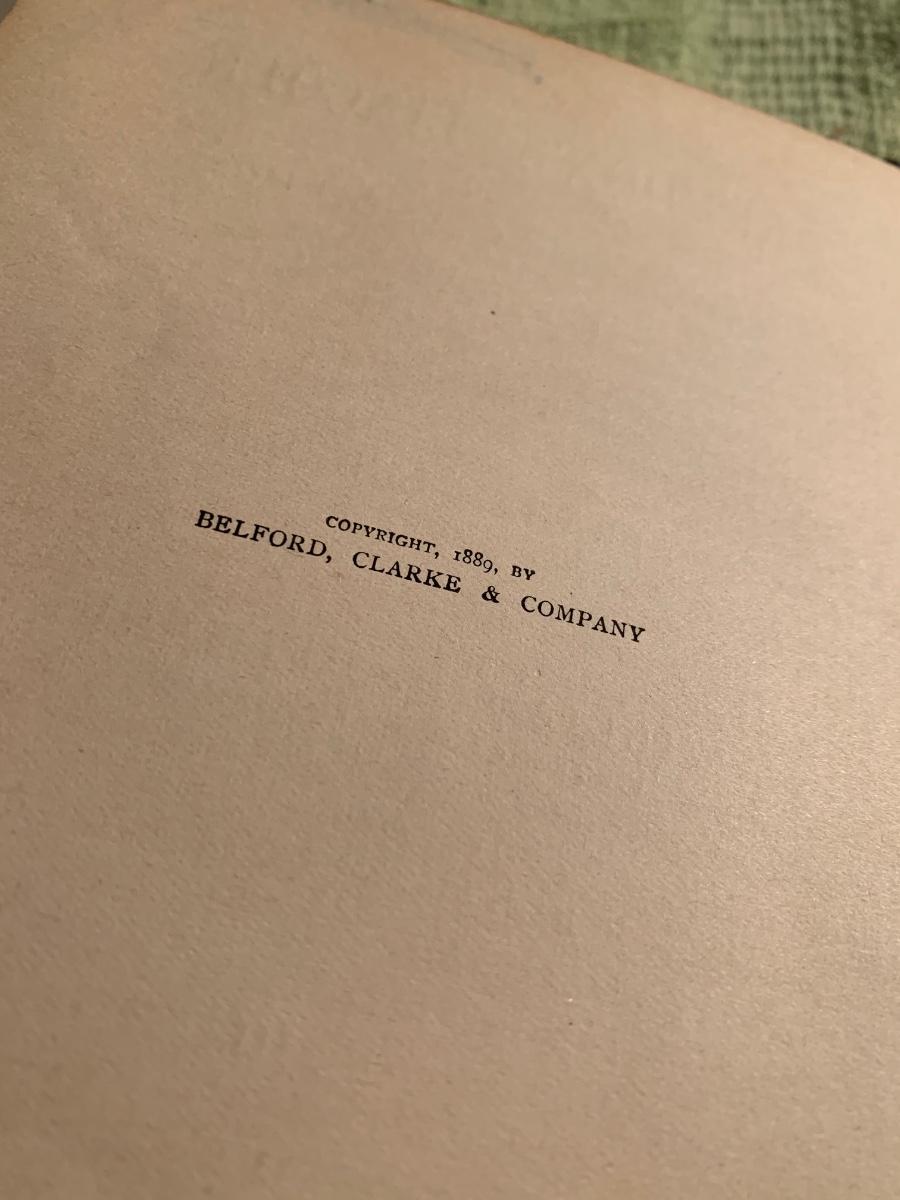 COPYRIGHT, 1889, BY
BELFORD, CLARKE & COMPANY